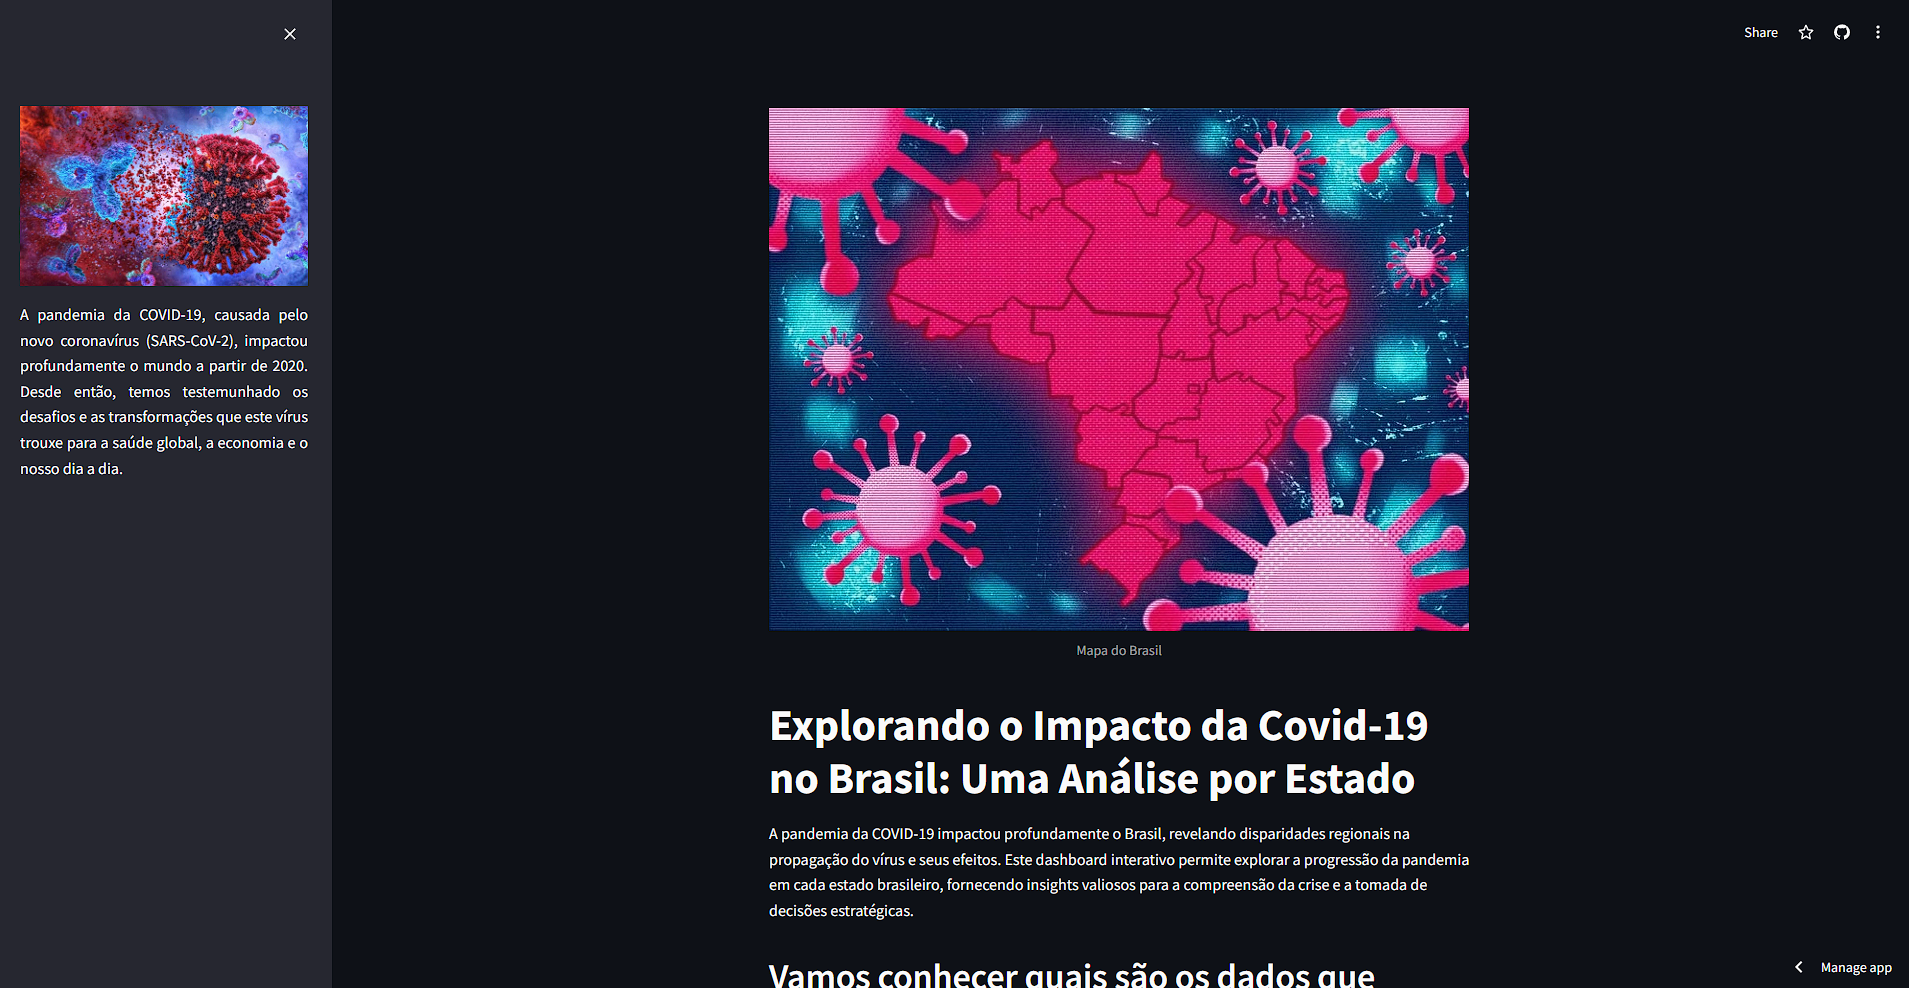 Share
A pandemia da COVID-19, causada pelo
novo coronavírus (SARS-CoV-2), impactou
profundamente o mundo a partir de 2020.
Desde então, temos testemunhado os
desafios e as transformações que este vírus
trouxe para a saúde global, a economia e o
nosso dia a dia.
Mapa do Brasil
Explorando o Impacto da Covid-19
no Brasil: Uma Análise por Estado
A pandemia da COVID-19 impactou profundamente o Brasil, revelando disparidades regionais na
propagação do vírus e seus efeitos. Este dashboard interativo permite explorar a progressão da pandemia
em cada estado brasileiro, fornecendo insights valiosos para a compreensão da crise e a tomada de
decisões estratégicas.
Vamos conhecer quais são os dados que
Manage app